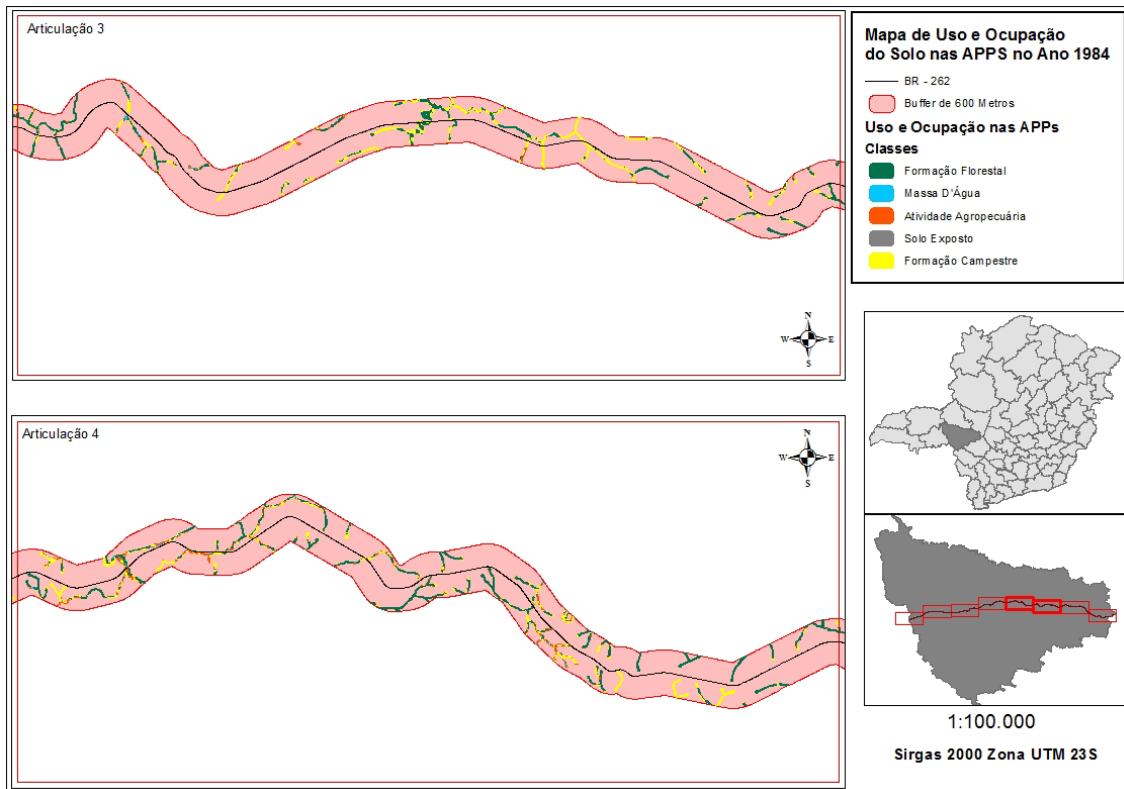 Articulação 3
N
W
E
S
Articulação 4
N
W
E
S
Mapa de Uso e Ocupação
do Solo nas APPS no Ano 1984
BR - 262
Buffer de 600 Metros
Uso e Ocupação nas APPs
Classes
Formação Florestal
Massa D'Água
Atividade Agropecuária
Solo Exposto
Formação Campestre
1:100.000
Sirgas 2000 Zona UTM 23S